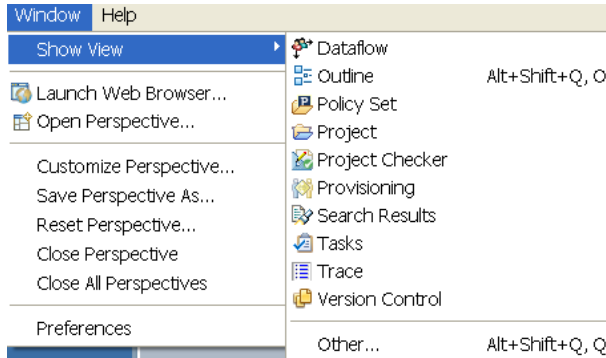 Window Help
Show View
Launch Web Browser...
Open Perspective...
Customize Perspective...
Save Perspective As...
Reset Perspective...
Close Perspective
Close All Perspectives
Preferences
Dataflow
Outline Alt+Shift+Q, O
Policy Set
Project
Project Checker
Provisioning
Search Results
Tasks
Trace
Version Control
Other... Alt+Shift+Q, Q